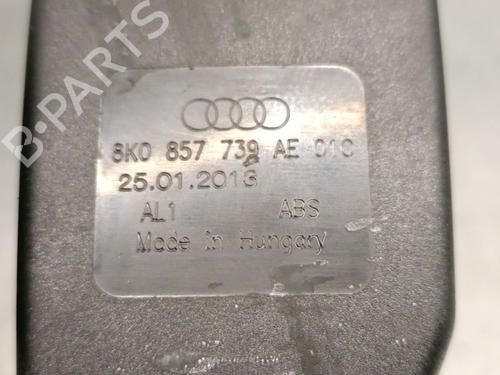 B-PARTS
8K0 857 739 AE 01C
25.01.2013
AL1 ABS
Made in Hungary